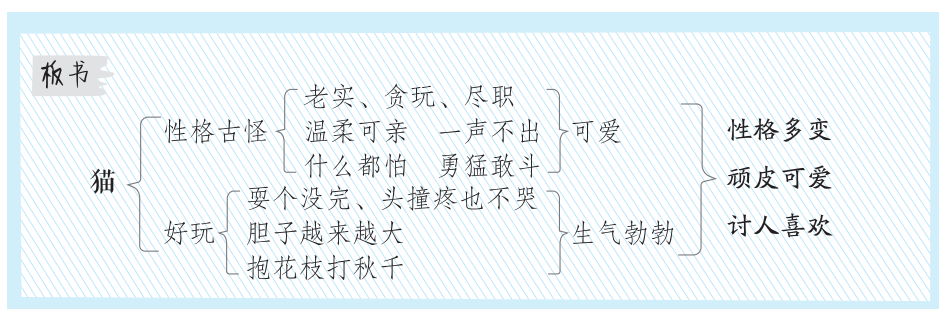 板书
老实、贪玩、尽职
性格古怪 温柔可亲 一声不出 可爱
什么都怕 勇猛敢斗
猫
耍个没完、头撞疼也不哭
好玩 胆子越来越大 生气勃勃
抱花枝打秋千
性格多变
顽皮可爱
讨人喜欢